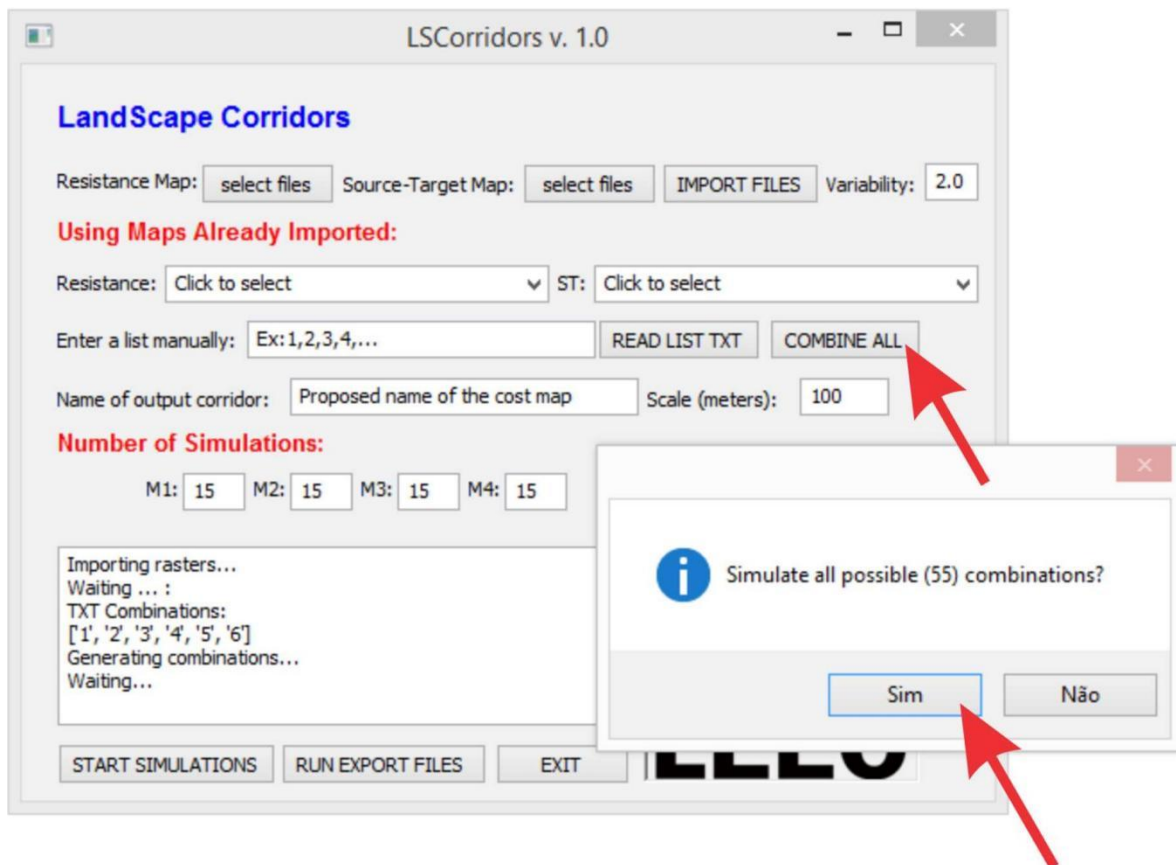 LSCorridors v. 1.0
LandScape Corridors
Resistance Map: select files Source-Target Map: select files IMPORT FILES Variability: 2.0
Using Maps Already Imported:
Resistance: Click to select ST: Click to select
Enter a list manually: Ex:1,2,3,4,... READ LIST TXT COMBINE ALL
Name of output corridor: Proposed name of the cost map Scale (meters): 100
Number of Simulations:
M1: 15 M2: 15 M3: 15 M4: 15
Importing rasters...
Waiting ... :
TXT Combinations:
['1', '2', '3', '4', '5', '6']
Generating combinations...
Waiting...
Simulate all possible (55) combinations?
Sim Não
START SIMULATIONS RUN EXPORT FILES EXIT